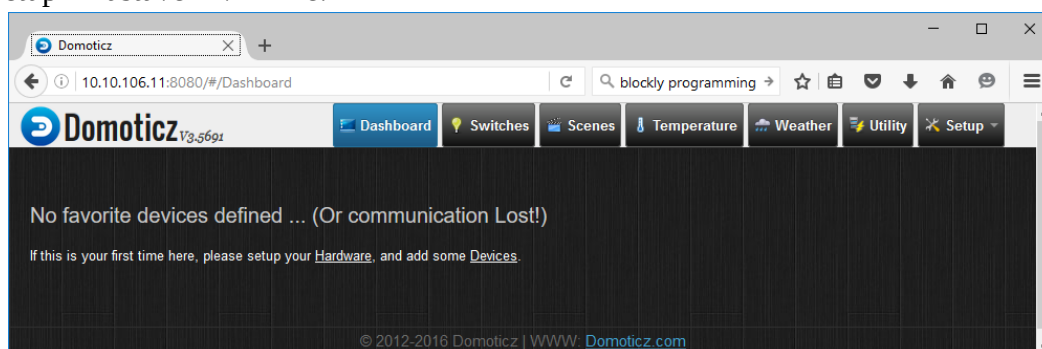 Domoticz
10.10.106.11:8080/#/Dashboard
blockly programming
Domoticz V3.5691
Dashboard Switches Scenes Temperature Weather Utility Setup
No favorite devices defined ... (Or communication Lost!)
If this is your first time here, please setup your Hardware, and add some Devices.
© 2012-2016 Domoticz | WWW: Domoticz.com